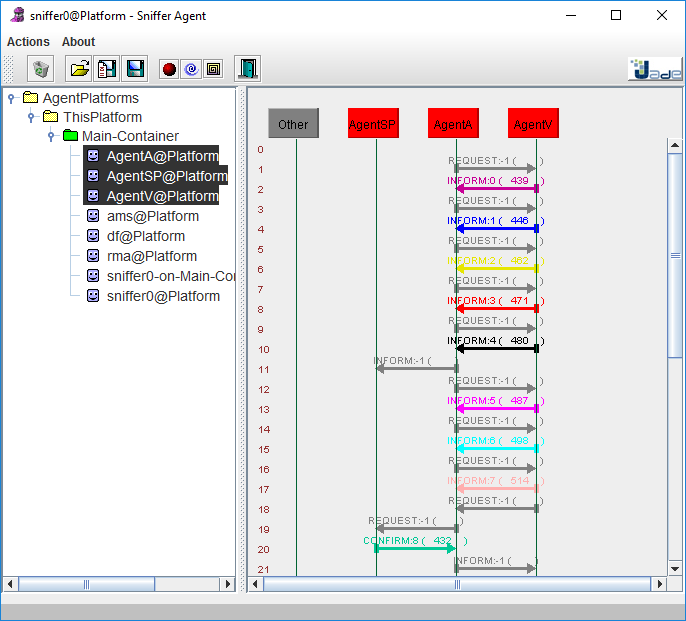 sniffer0@Platform - Sniffer Agent
Actions About
Jade
AgentPlatforms
ThisPlatform
Main-Container
AgentA@Platform
AgentSP@Platform
AgentV@Platform
ams@Platform
df@Platform
rma@Platform
sniffer0-on-Main-Co
sniffer0@Platform
Other AgentSP AgentA AgentV
0
REQUEST:-1 ( )
1
INFORM:0 ( 439 )
2
REQUEST:-1 ( )
3
INFORM:1 ( 446 )
4
REQUEST:-1 ( )
5
INFORM:2 ( 462 )
6
REQUEST:-1 ( )
7
INFORM:3 ( 471 )
8
REQUEST:-1 ( )
9
INFORM:4 ( 480 )
10
INFORM:-1 ( )
11
REQUEST:-1 ( )
12
INFORM:5 ( 487 )
13
REQUEST:-1 ( )
14
INFORM:6 ( 498 )
15
REQUEST:-1 ( )
16
INFORM:7 ( 514 )
17
REQUEST:-1 ( )
18
REQUEST:-1 ( )
19
CONFIRM:8 ( 432 )
20
INFORM:-1 ( )
21